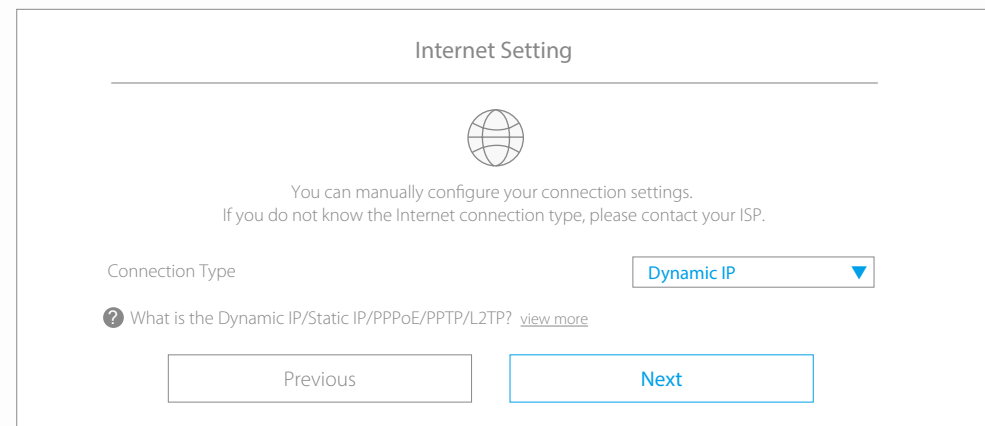 Internet Setting
You can manually configure your connection settings.
If you do not know the Internet connection type, please contact your ISP.
Connection Type
Dynamic IP
? What is the Dynamic IP/Static IP/PPPoE/PPTP/L2TP? view more
Previous
Next